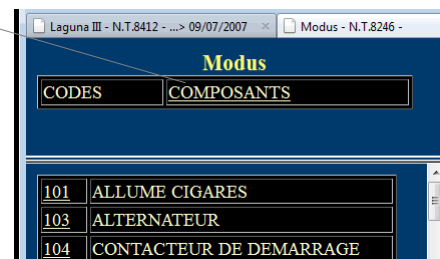 Laguna III - N.T.8412 - ...> 09/07/2007 Modus - N.T.8246 -
Modus
CODES COMPOSANTS
101 ALLUME CIGARES
103 ALTERNATEUR
104 CONTACTEUR DE DEMARRAGE